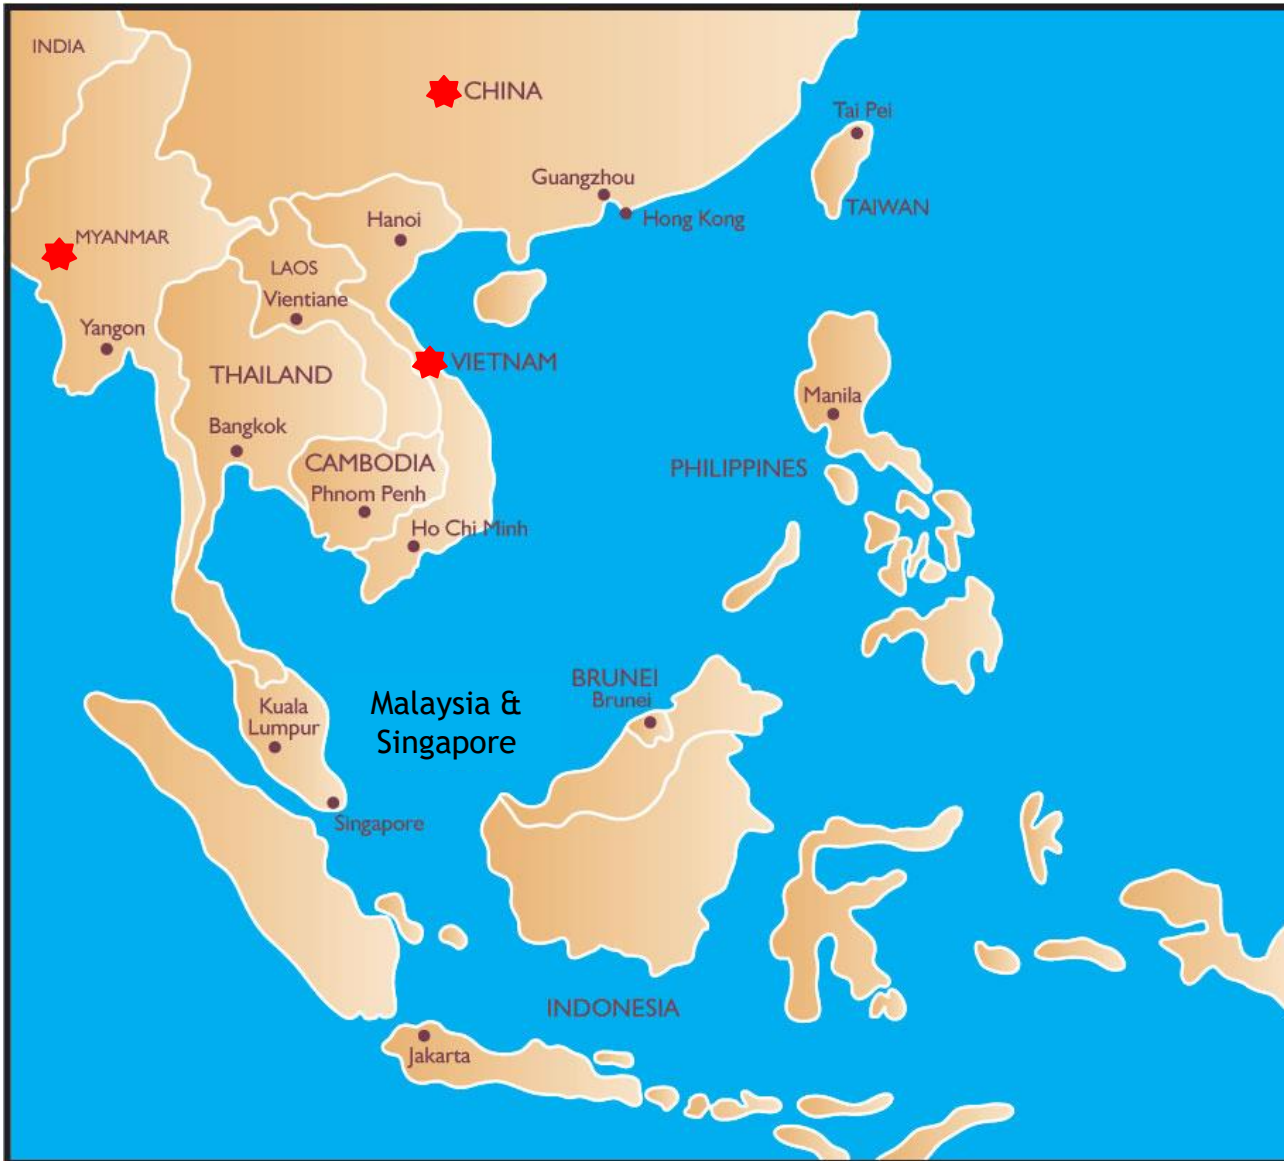 INDIA
CHINA
Tai Pei
Guangzhou
TAIWAN
Hong Kong
Hanoi
MYANMAR
LAOS
Vientiane
Yangon
VIETNAM
THAILAND
Manila
Bangkok
CAMBODIA
PHILIPPINES
Phnom Penh
Ho Chi Minh
BRUNEI
Brunei
Kuala
Lumpur
Malaysia &
Singapore
Singapore
INDONESIA
Jakarta